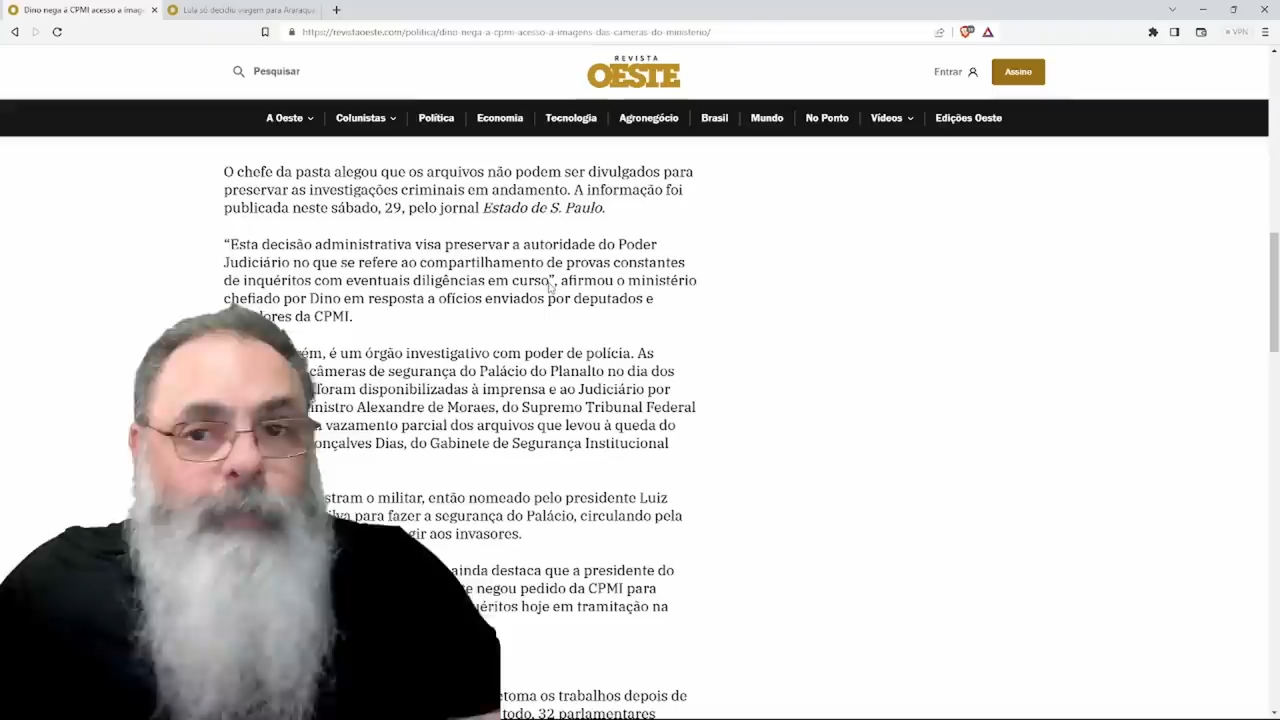 Dino nega à CPMI acesso a imag
Lula só decidiu viagem para Araraqua
https://revistaoeste.com/politica/dino-nega-a-cpmi-acesso-a-imagens-das-cameras-do-ministerio/
VPN
Pesquisar
REVISTA
OESTE
Entrar
Assine
A Oeste
Colunistas
Política
Economia
Tecnologia
Agronegócio
Brasil
Mundo
No Ponto
Vídeos
Edições Oeste
O chefe da pasta alegou que os arquivos não podem ser divulgados para
preservar as investigações criminais em andamento. A informação foi
publicada neste sábado, 29, pelo jornal Estado de S. Paulo.
“Esta decisão administrativa visa preservar a autoridade do Poder
Judiciário no que se refere ao compartilhamento de provas constantes
de inquéritos com eventuais diligências em curso”, afirmou o ministério
chefiado por Dino em resposta a ofícios enviados por deputados e
ores da CPMI.
ém, é um órgão investigativo com poder de polícia. As
câmeras de segurança do Palácio do Planalto no dia dos
foram disponibilizadas à imprensa e ao Judiciário por
inistro Alexandre de Moraes, do Supremo Tribunal Federal
vazamento parcial dos arquivos que levou à queda do
onçalves Dias, do Gabinete de Segurança Institucional
stram o militar, então nomeado pelo presidente Luiz
ilva para fazer a segurança do Palácio, circulando pela
gir aos invasores.
ainda destaca que a presidente do
te negou pedido da CPMI para
uéritos hoje em tramitação na
etoma os trabalhos depois de
todo, 32 parlamentares